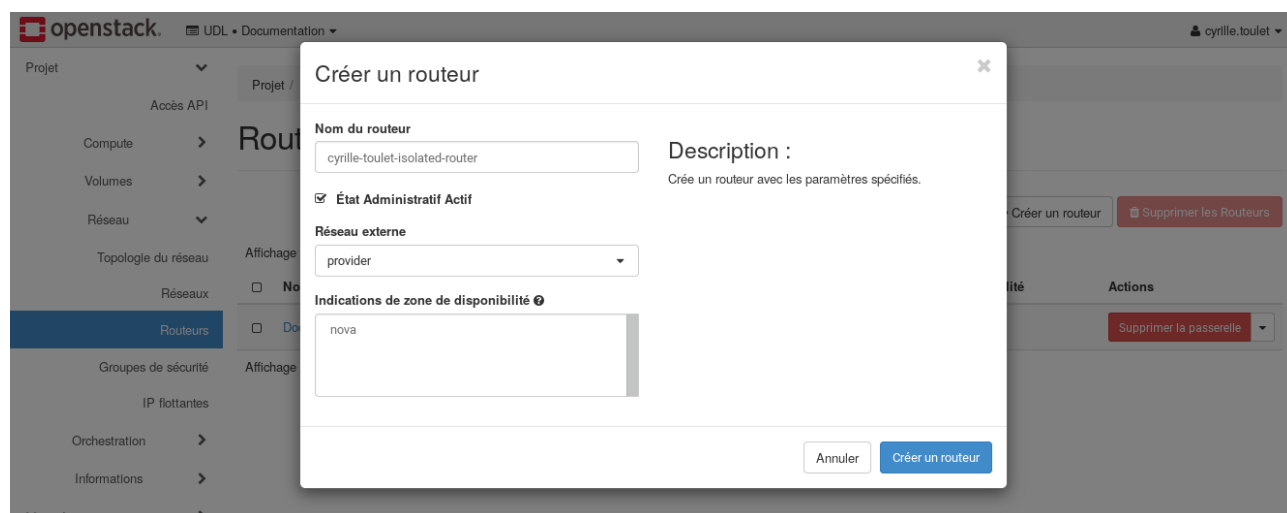 openstack. UDL • Documentation cyrille.toulet
Projet
Accès API
Compute
Volumes
Réseau
Topologie du réseau
Réseaux
Routeurs
Groupes de sécurité
IP flottantes
Orchestration
Informations
Projet /
Rout
Créer un routeur
Supprimer les Routeurs
Affichage
No
lité
Actions
Do
Supprimer la passerelle
Affichage
Créer un routeur
Nom du routeur
cyrille-toulet-isolated-router
État Administratif Actif
Réseau externe
provider
Indications de zone de disponibilité
nova
Description :
Crée un routeur avec les paramètres spécifiés.
Annuler
Créer un routeur